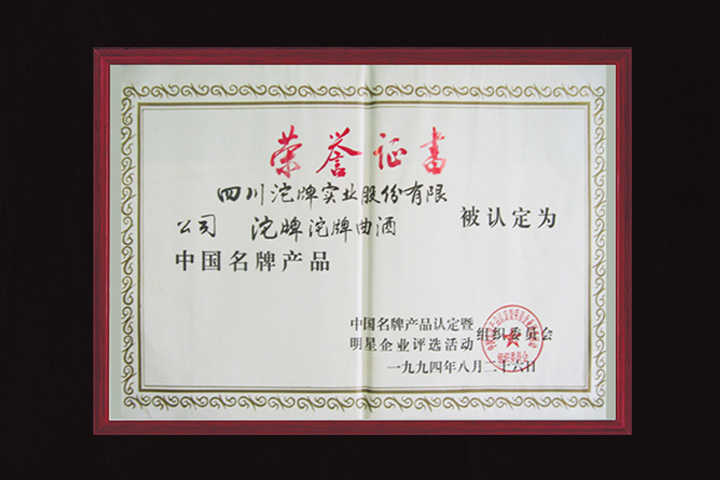 荣誉证书
四川沱牌实业股份有限
公司 沱牌沱牌曲酒 被认定为
中国名牌产品
中国名牌产品认定暨
明星企业评选活动 组织委员会
一九九四年八月二十六日